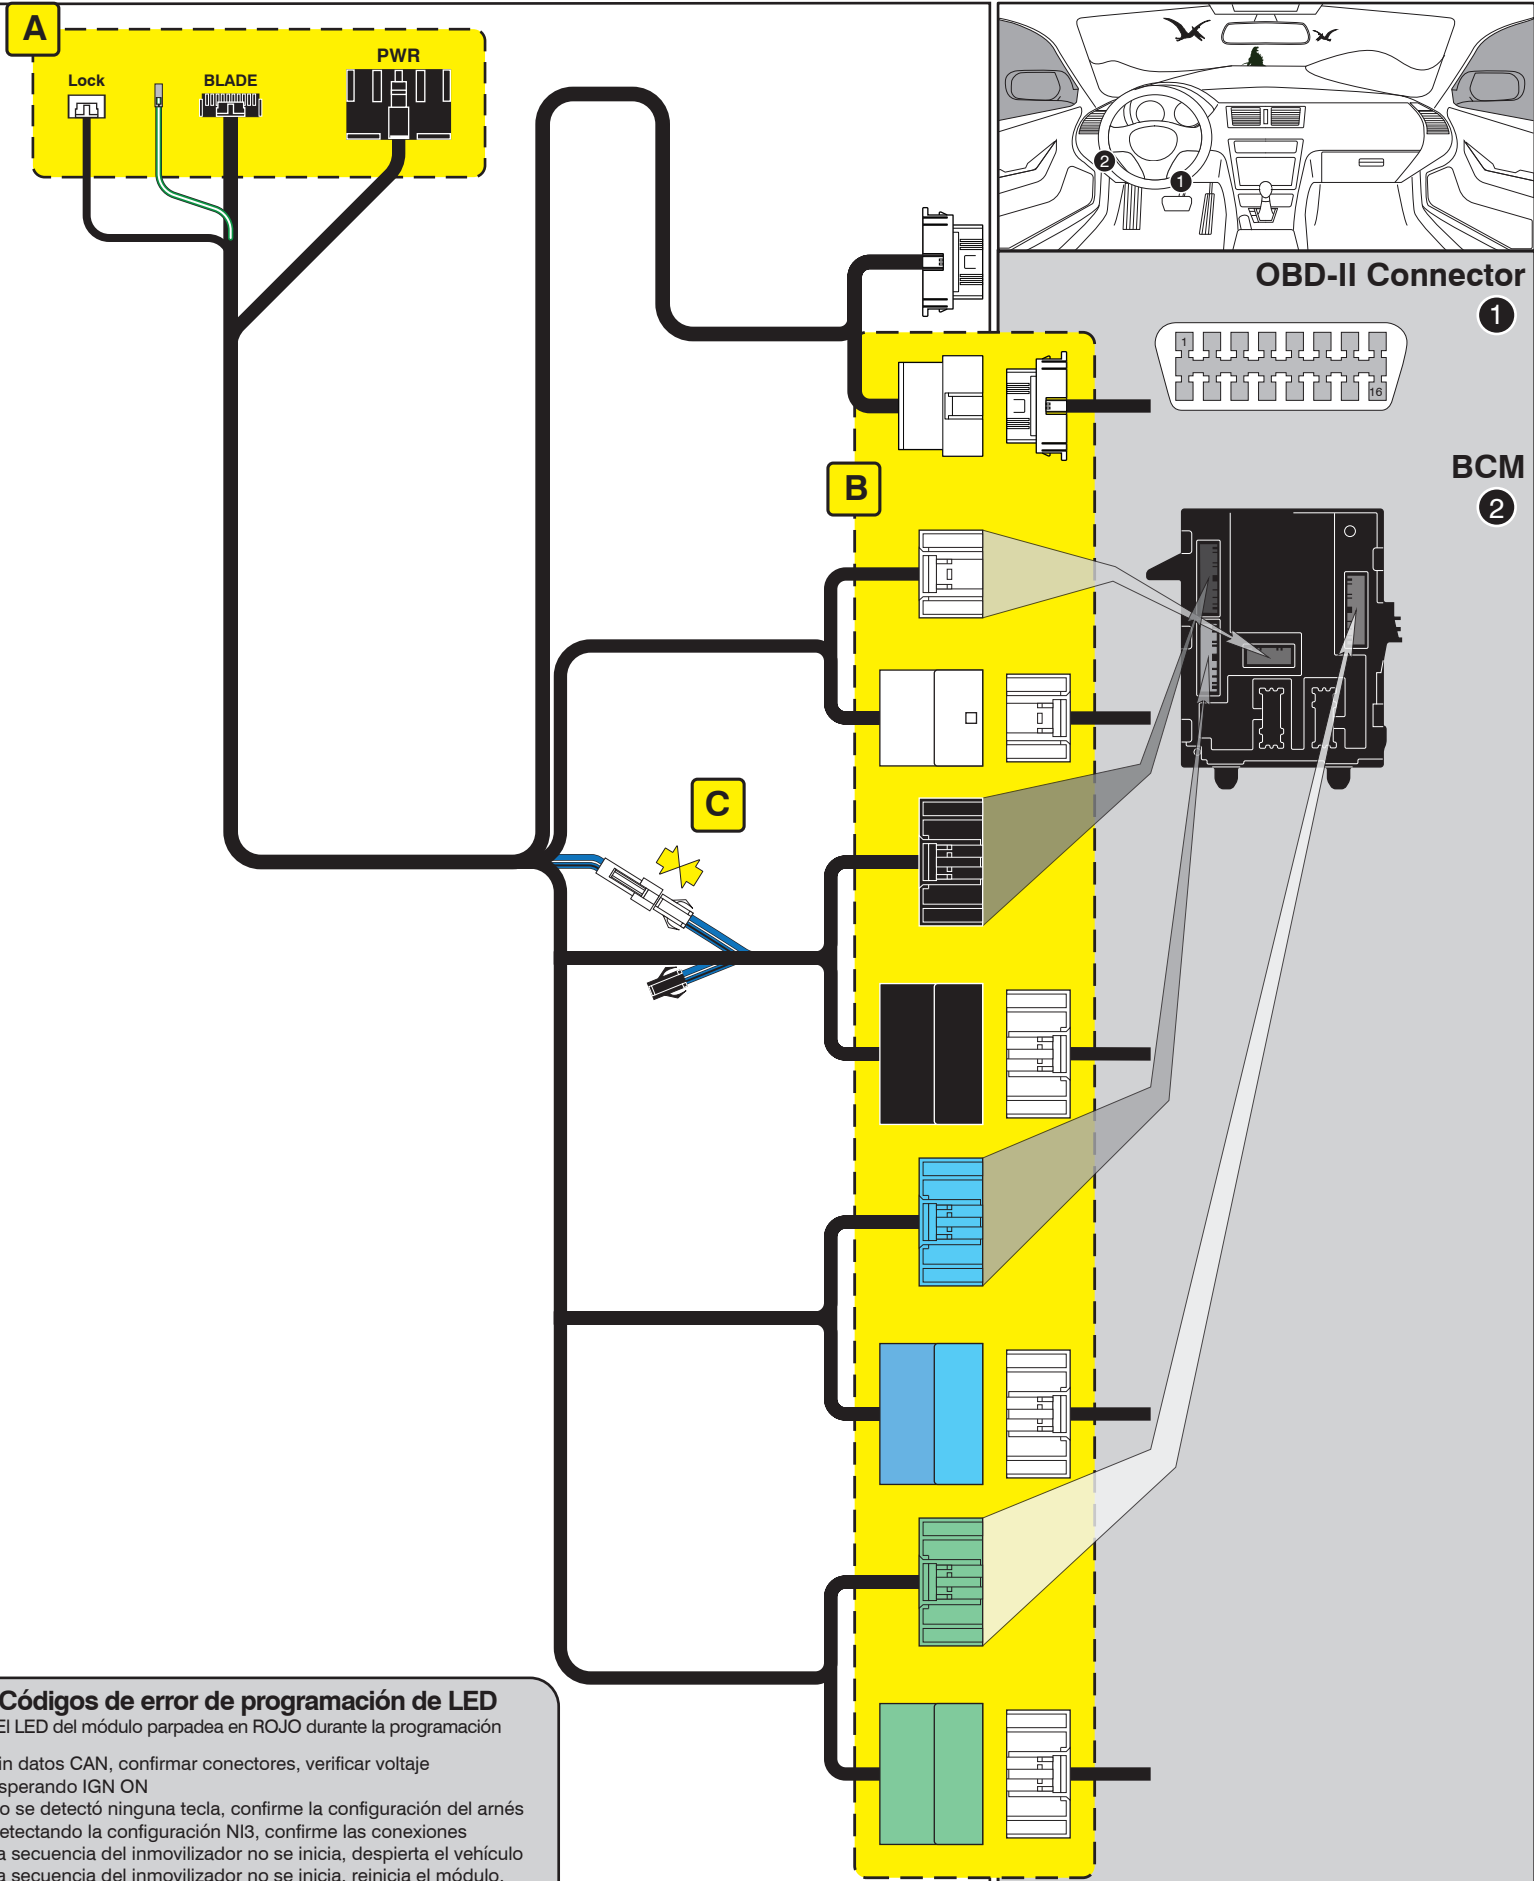 A
Lock
BLADE
PWR
2
1
OBD-II Connector
1
1
16
BCM
2
B
C
Códigos de error de programación de LED
El LED del módulo parpadea en ROJO durante la programación
in datos CAN, confirmar conectores, verificar voltaje
sperando IGN ON
o se detectó ninguna tecla, confirme la configuración del arnés
etectando la configuración NI3, confirme las conexiones
a secuencia del inmovilizador no se inicia, despierta el vehículo
a secuencia del inmovilizador no se inicia, reinicia el módulo,